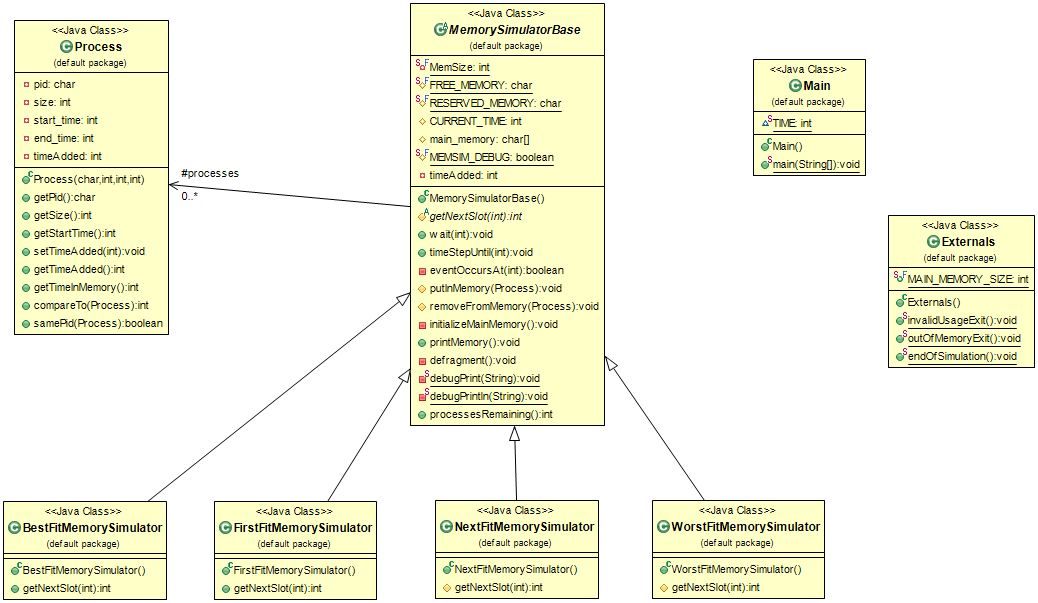 <<Java Class>>
Process
(default package)
pid: char
size: int
start_time: int
end_time: int
timeAdded: int
Process(char,int,int,int)
getPid():char
getSize():int
getStartTime():int
setTimeAdded(int):void
getTimeAdded():int
getTimeInMemory():int
compareTo(Process):int
samePid(Process):boolean
#processes
0..*
<<Java Class>>
MemorySimulatorBase
(default package)
MemSize: int
FREE_MEMORY: char
RESERVED_MEMORY: char
CURRENT_TIME: int
main_memory: char[]
MEMSIM_DEBUG: boolean
timeAdded: int
MemorySimulatorBase()
getNextSlot(int):int
wait(int):void
timeStepUntil(int):void
eventOccursAt(int):boolean
putInMemory(Process):void
removeFromMemory(Process):void
initializeMainMemory():void
printMemory():void
defragment():void
debugPrint(String):void
debugPrintln(String):void
processesRemaining():int
<<Java Class>>
Main
(default package)
TIME: int
Main()
main(String[]):void
<<Java Class>>
Externals
(default package)
MAIN_MEMORY_SIZE: int
Externals()
invalidUsageExit():void
outOfMemoryExit():void
endOfSimulation():void
<<Java Class>>
BestFitMemorySimulator
(default package)
BestFitMemorySimulator()
getNextSlot(int):int
<<Java Class>>
FirstFitMemorySimulator
(default package)
FirstFitMemorySimulator()
getNextSlot(int):int
<<Java Class>>
NextFitMemorySimulator
(default package)
NextFitMemorySimulator()
getNextSlot(int):int
<<Java Class>>
WorstFitMemorySimulator
(default package)
WorstFitMemorySimulator()
getNextSlot(int):int